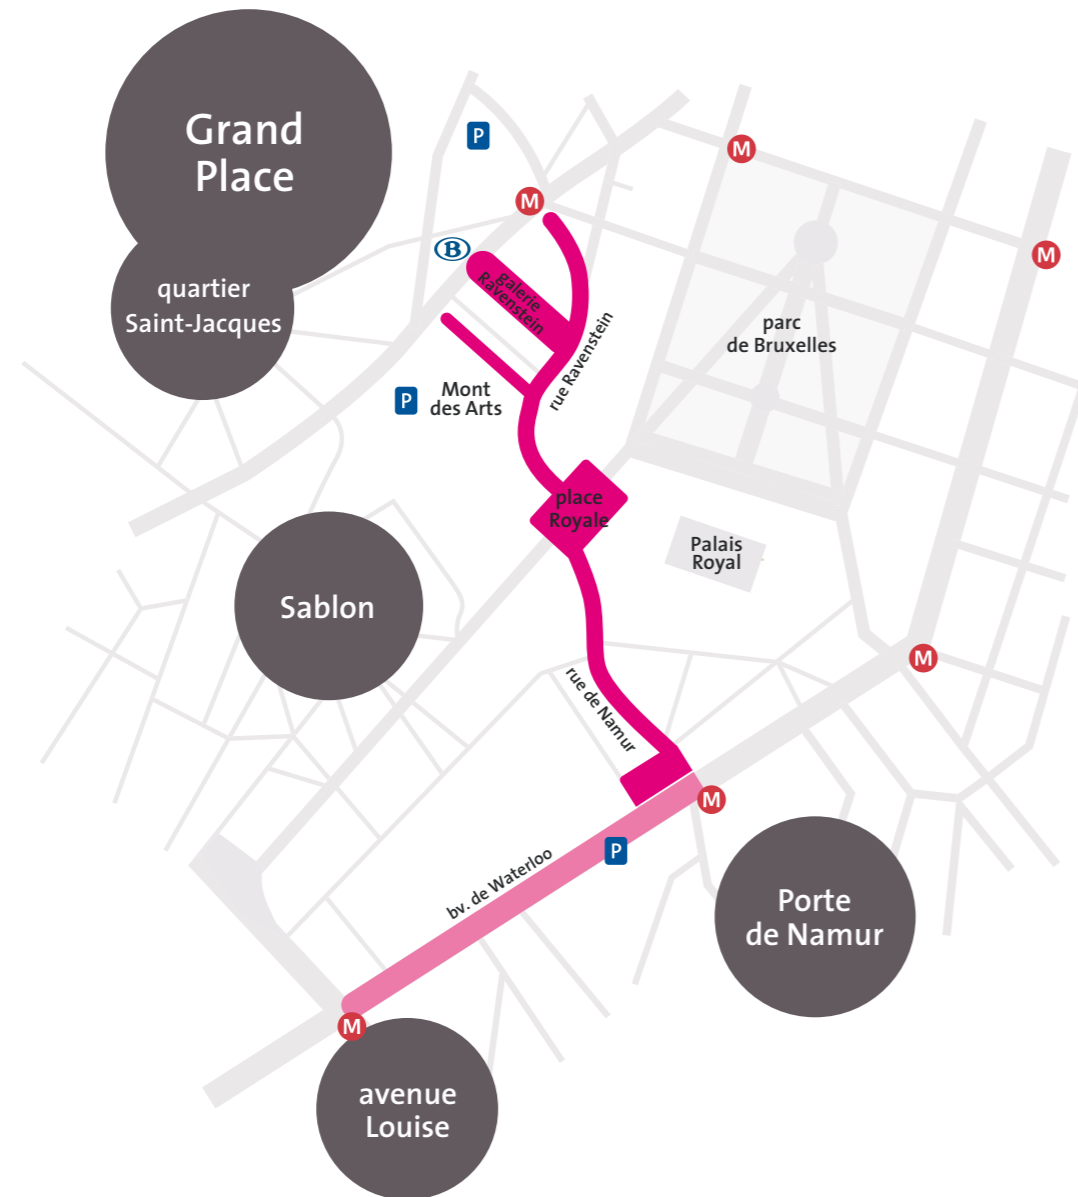 Grand
Place
P
M
M
M
B
quartier
Saint-Jacques
galerie
Ravenstein
rue Ravenstein
parc
de Bruxelles
P
Mont
des Arts
place
Royale
Palais
Royal
Sablon
M
rue de Namur
M
P
bv. de Waterloo
Porte
de Namur
M
avenue
Louise